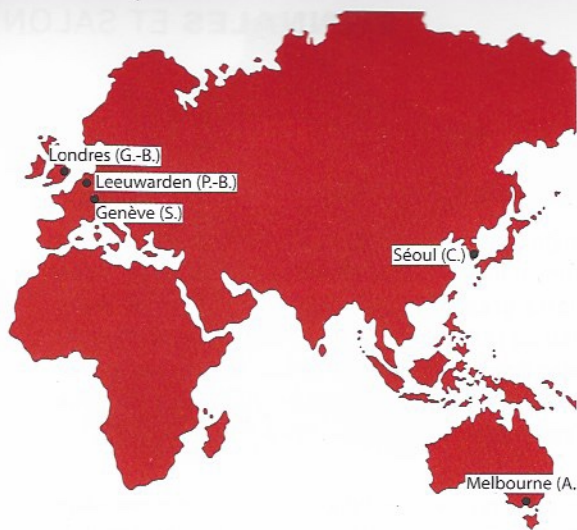 Londres (G.-B.)
Leeuwarden (P.-B.)
Genève (S.)
Séoul (C.)
Melbourne (A.